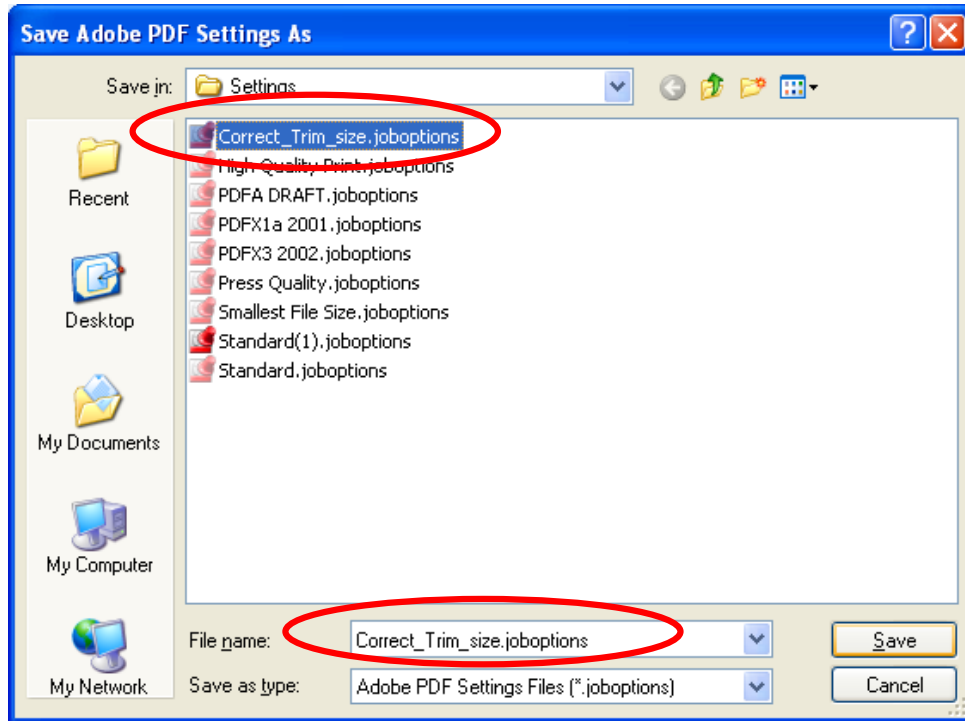 Save Adobe PDF Settings As
Save in: Settings
Correct_Trim_size.joboptions
High Quality Print.joboptions
PDFA DRAFT.joboptions
PDFX1a 2001.joboptions
PDFX3 2002.joboptions
Press Quality.joboptions
Smallest File Size.joboptions
Standard(1).joboptions
Standard.joboptions
Recent
Desktop
My Documents
My Computer
My Network
File name: Correct_Trim_size.joboptions Save
Save as type: Adobe PDF Settings Files (*.joboptions) Cancel